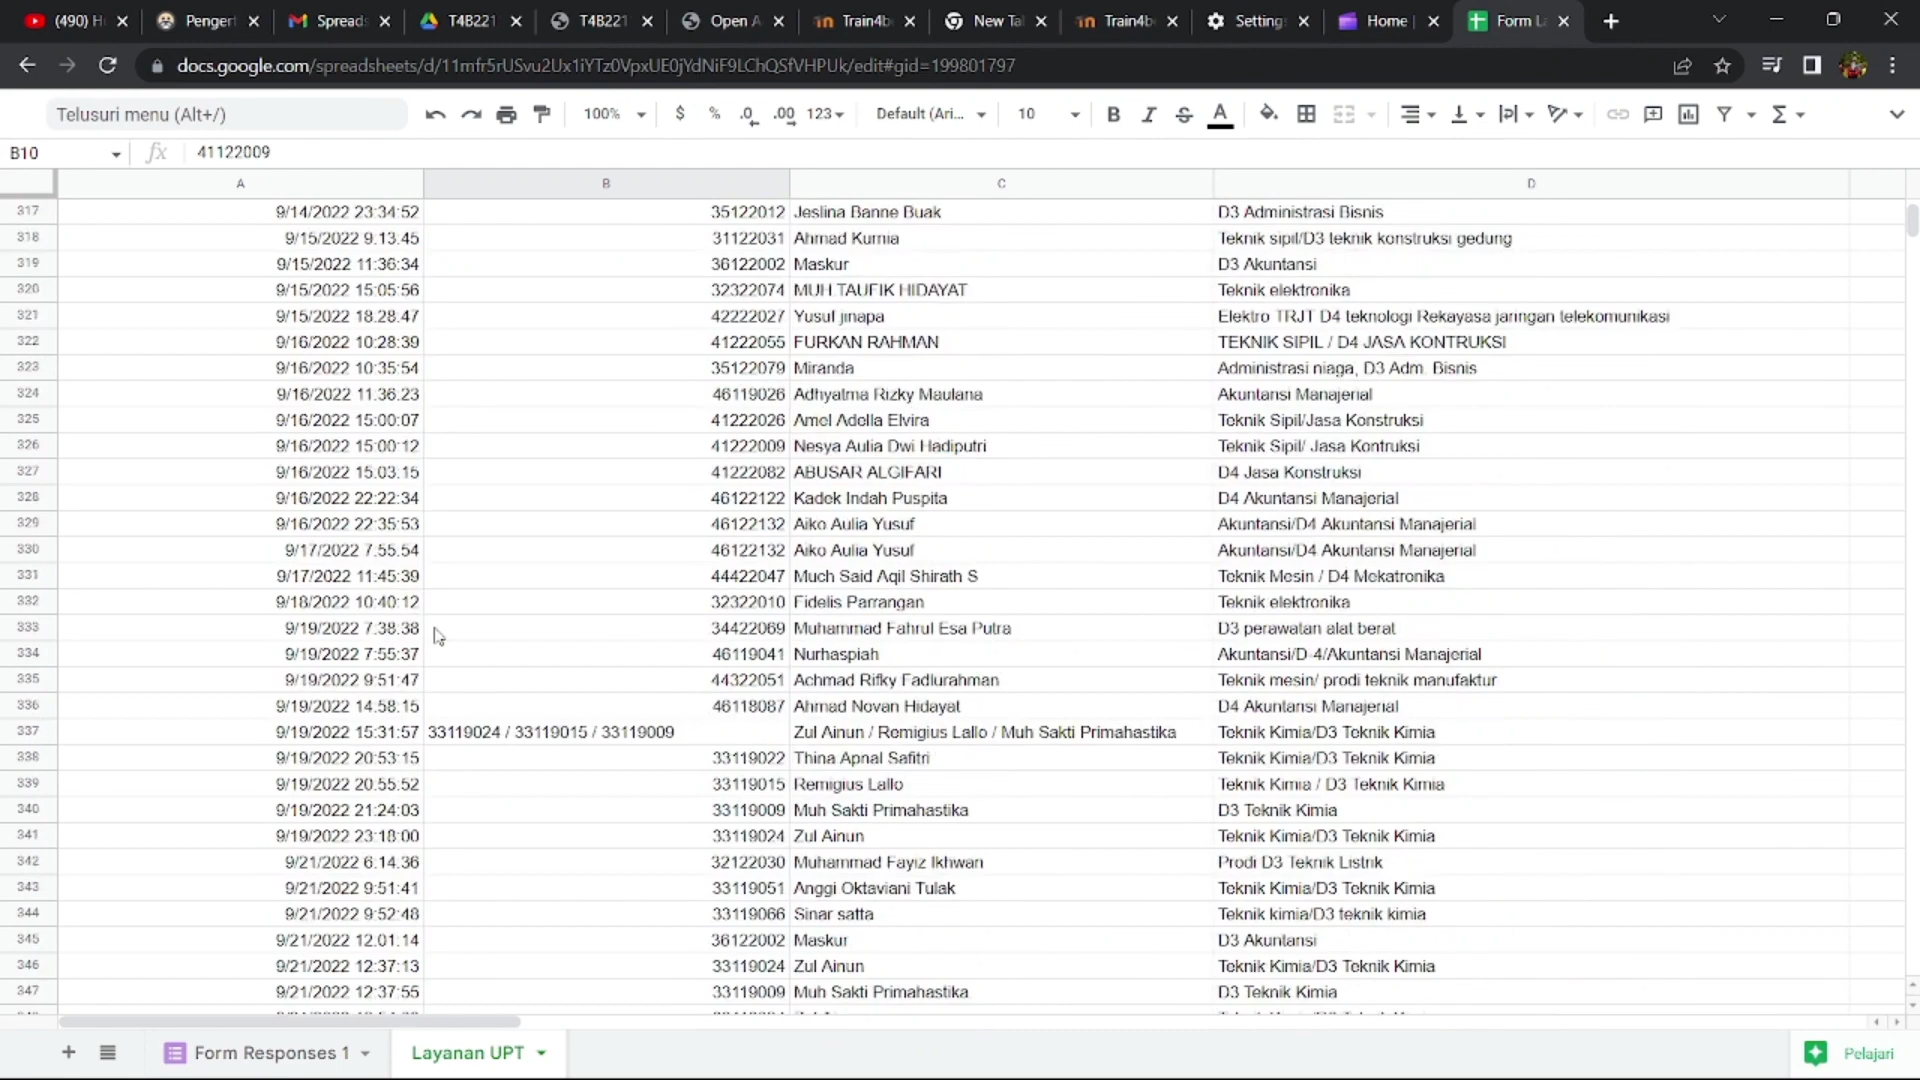 (490) H
Penger
Spread
T4B221
T4B221
Open A
Train4b
New Ta
Train4b
Setting
Home
Form L
docs.google.com/spreadsheets/d/11mfr5rUSvu2Ux1iYTz0VpxUE0jYdNiF9LChQSfVHPUk/edit#gid=199801797
Telusuri menu (Alt+/) 100% $ % .0 .00 123 Default (Ari... 10 B I S A
B10 fx 41122009
A B C D
317 9/14/2022 23:34:52 35122012 Jeslina Banne Buak D3 Administrasi Bisnis
318 9/15/2022 9.13.45 31122031 Ahmad Kurnia Teknik sipil/D3 teknik konstruksi gedung
319 9/15/2022 11:36:34 36122002 Maskur D3 Akuntansi
320 9/15/2022 15:05:56 32322074 MUH.TAUFIK HIDAYAT Teknik elektronika
321 9/15/2022 18.28.47 42222027 Yusuf jinapa Elektro TRJT D4 teknologi Rekayasa jaringan telekomunikasi
322 9/16/2022 10:28:39 41222055 FURKAN RAHMAN TEKNIK SIPIL / D4 JASA KONTRUKSI
323 9/16/2022 10:35:54 35122079 Miranda Administrasi niaga, D3 Adm. Bisnis
324 9/16/2022 11.36.23 46119026 Adhyatma Rizky Maulana Akuntansi Manajerial
325 9/16/2022 15:00:07 41222026 Amel Adella Elvira Teknik Sipil/Jasa Konstruksi
326 9/16/2022 15:00:12 41222009 Nesya Aulia Dwi Hadiputri Teknik Sipil/ Jasa Kontruksi
327 9/16/2022 15.03.15 41222082 ABUSAR ALGIFARI D4 Jasa Konstruksi
328 9/16/2022 22:22:34 46122122 Kadek Indah Puspita D4 Akuntansi Manajerial
329 9/16/2022 22:35:53 46122132 Aiko Aulia Yusuf Akuntansi/D4 Akuntansi Manajerial
330 9/17/2022 7.55.54 46122132 Aiko Aulia Yusuf Akuntansi/D4 Akuntansi Manajerial
331 9/17/2022 11:45:39 44422047 Much Said Aqil Shirath S Teknik Mesin / D4 Mekatronika
332 9/18/2022 10:40:12 32322010 Fidelis Parrangan Teknik elektronika
333 9/19/2022 7.38.38 34422069 Muhammad Fahrul Esa Putra D3 perawatan alat berat
334 9/19/2022 7:55:37 46119041 Nurhaspiah Akuntansi/D-4/Akuntansi Manajerial
335 9/19/2022 9:51:47 44322051 Achmad Rifky Fadlurahman Teknik mesin/ prodi teknik manufaktur
336 9/19/2022 14.58.15 46118087 Ahmad Novan Hidayat D4 Akuntansi Manajerial
337 9/19/2022 15:31:57 33119024 / 33119015 / 33119009 Zul Ainun / Remigius Lallo / Muh Sakti Primahastika Teknik Kimia/D3 Teknik Kimia
338 9/19/2022 20:53:15 33119022 Thina Apnal Safitri Teknik Kimia/D3 Teknik Kimia
339 9/19/2022 20.55.52 33119015 Remigius Lallo Teknik Kimia / D3 Teknik Kimia
340 9/19/2022 21:24:03 33119009 Muh Sakti Primahastika D3 Teknik Kimia
341 9/19/2022 23:18:00 33119024 Zul Ainun Teknik Kimia/D3 Teknik Kimia
342 9/21/2022 6.14.36 32122030 Muhammad Fayiz Ikhwan Prodi D3 Teknik Listrik
343 9/21/2022 9:51:41 33119051 Anggi Oktaviani Tulak Teknik Kimia/D3 Teknik Kimia
344 9/21/2022 9:52:48 33119066 Sinar satta Teknik kimia/D3 teknik kimia
345 9/21/2022 12.01.14 36122002 Maskur D3 Akuntansi
346 9/21/2022 12:37:13 33119024 Zul Ainun Teknik Kimia/D3 Teknik Kimia
347 9/21/2022 12:37:55 33119009 Muh Sakti Primahastika D3 Teknik Kimia
Form Responses 1 Layanan UPT Pelajari